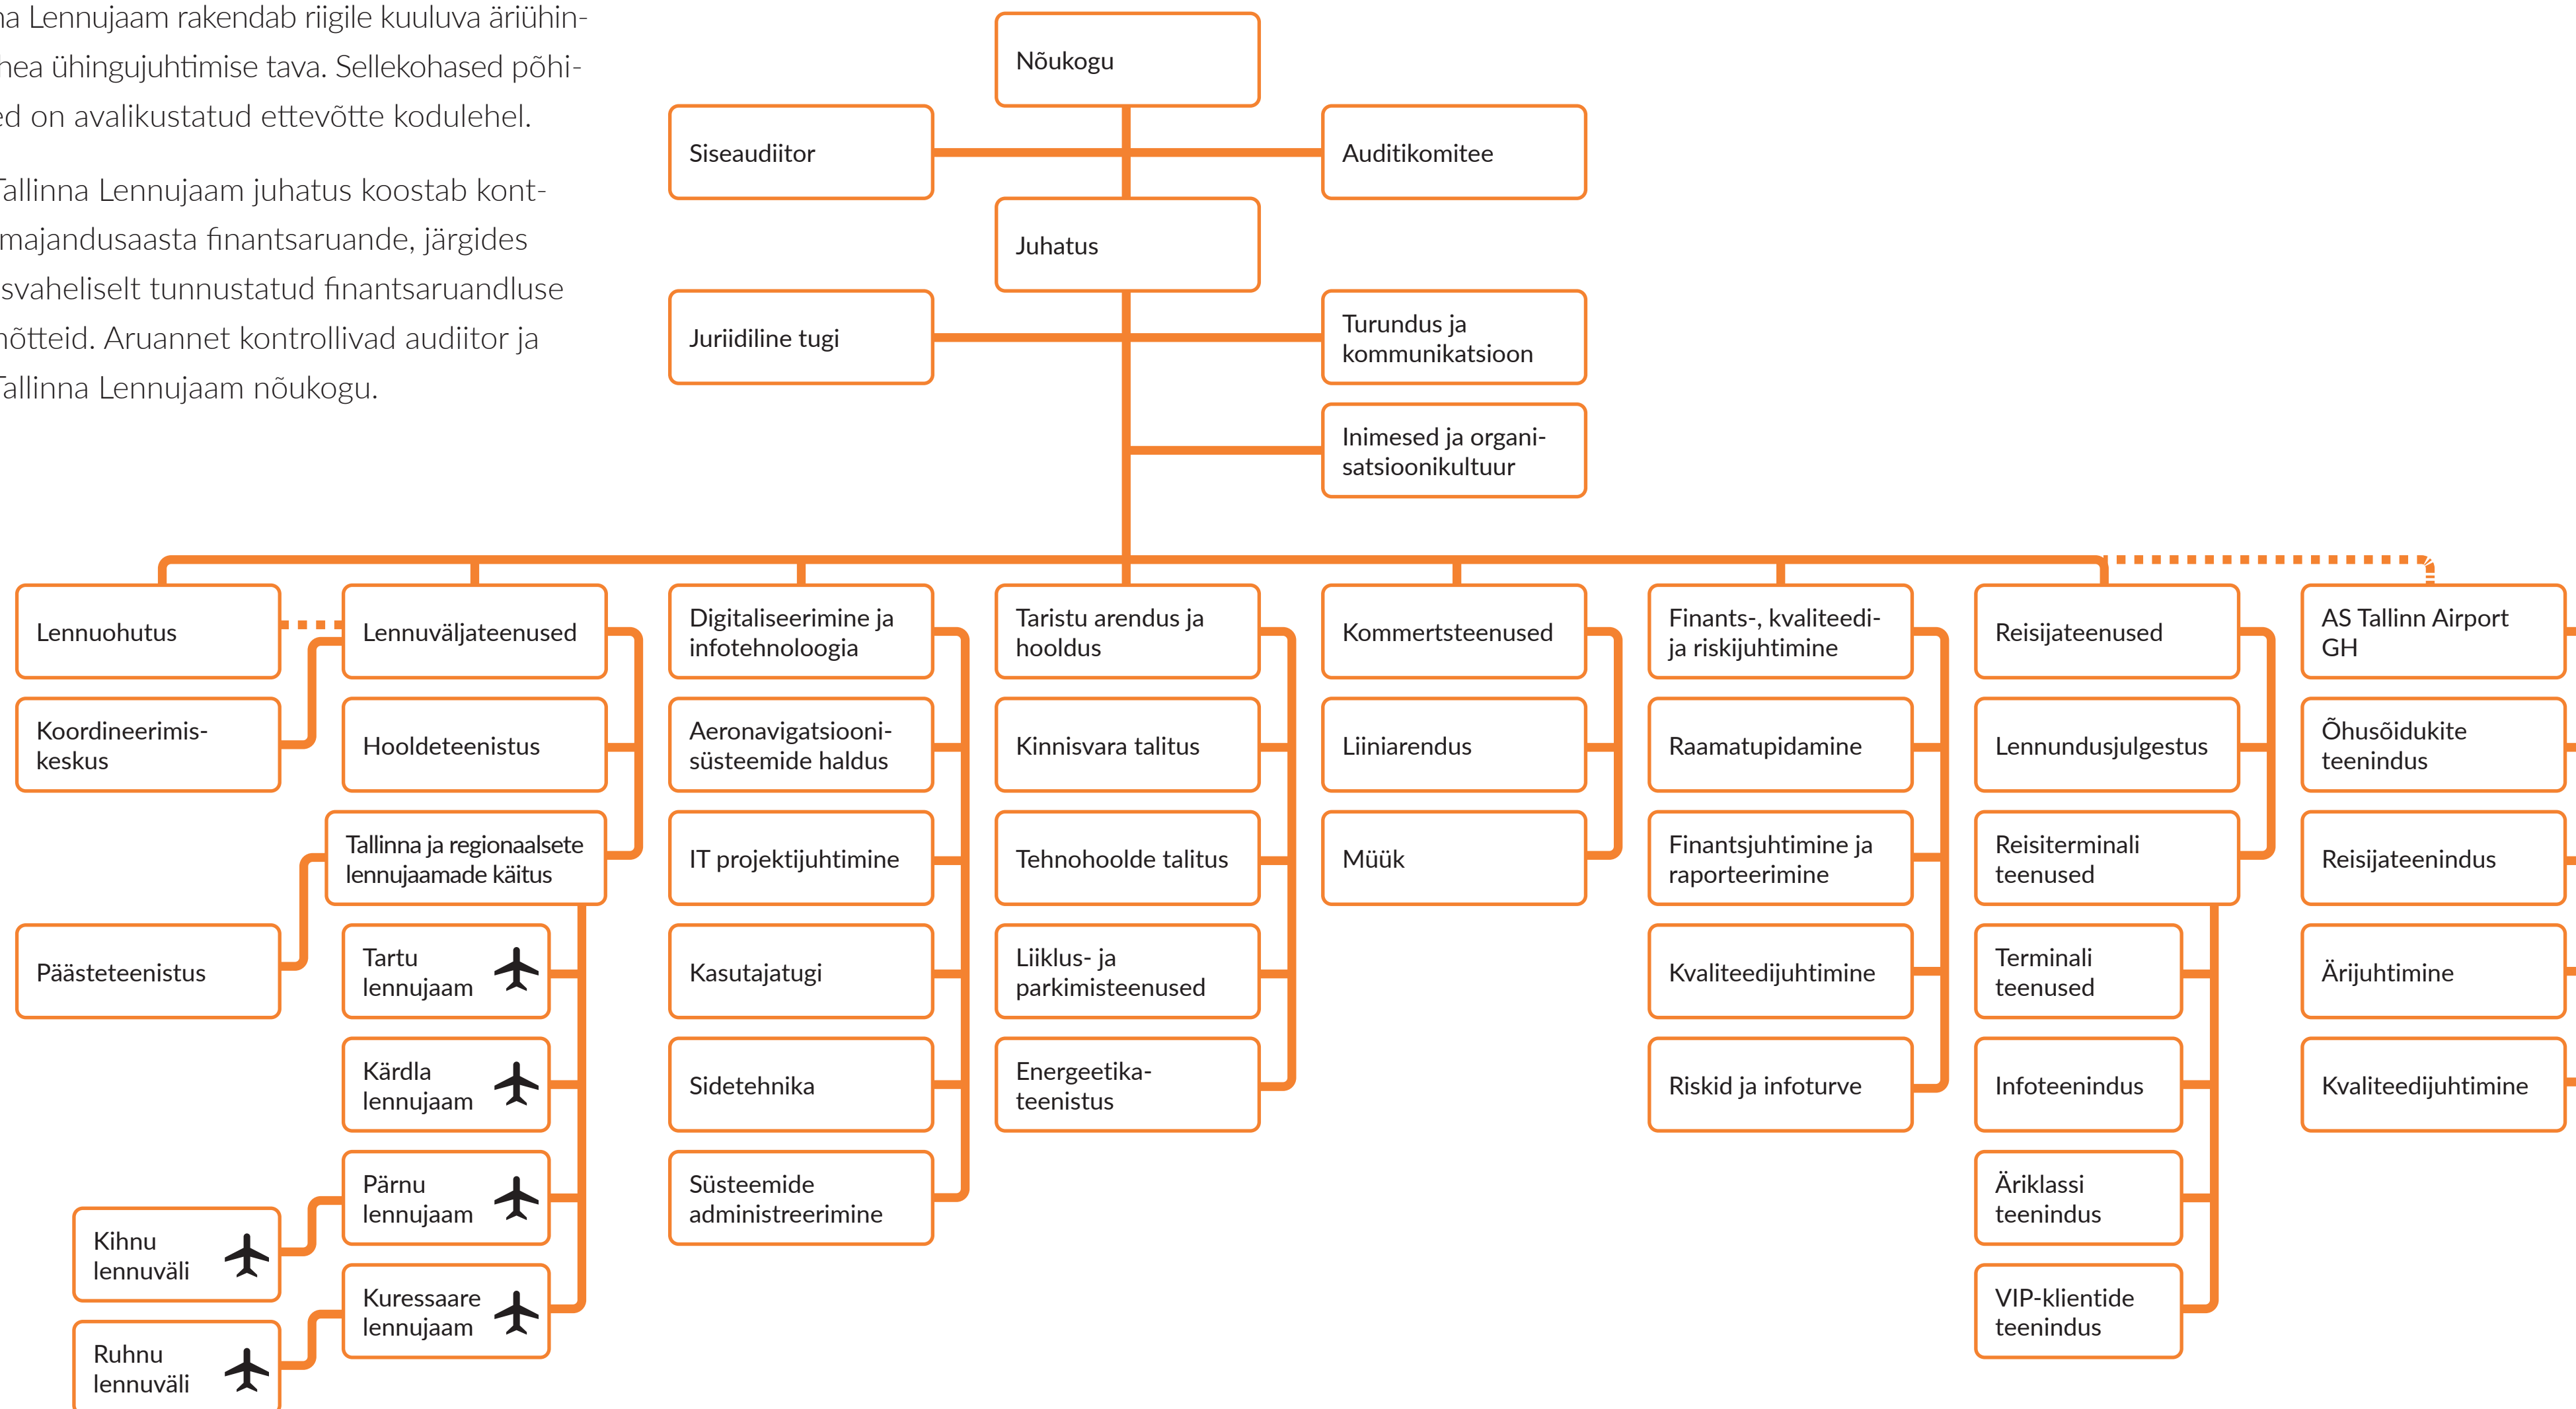 na Lennujaam rakendab riigile kuuluva äriühin-
hea ühingujuhtimise tava. Sellekohased põhi-
ed on avalikustatud ettevõtte kodulehel.
Tallinna Lennujaam juhatus koostab kont-
majandusaasta finantsaruande, järgides
svaheliselt tunnustatud finantsaruandluse
nõtteid. Aruannet kontrollivad audiitor ja
Tallinna Lennujaam nõukogu.
Nõukogu
Siseaudiitor
Auditikomitee
Juhatus
Juriidiline tugi
Turundus ja
kommunikatsioon
Inimesed ja organi-
satsioonikultuur
Lennuohutus
Koordineerimis-
keskus
Päästeteenistus
Kihnu
lennuväli
Ruhnu
lennuväli
Lennuväljateenused
Hooldeteenistus
Tallinna ja regionaalsete
lennujaamade käitus
Tartu
lennujaam
Kärdla
lennujaam
Pärnu
lennujaam
Kuressaare
lennujaam
Digitaliseerimine ja
infotehnoloogia
Aeronavigatsiooni-
süsteemide haldus
IT projektijuhtimine
Kasutajatugi
Sidetehnika
Süsteemide
administreerimine
Taristu arendus ja
hooldus
Kinnisvara talitus
Tehnohoolde talitus
Liiklus- ja
parkimisteenused
Energeetika-
teenistus
Kommertsteenused
Liiniarendus
Müük
Finants-, kvaliteedi-
ja riskijuhtimine
Raamatupidamine
Finantsjuhtimine ja
raporteerimine
Kvaliteedijuhtimine
Riskid ja infoturve
Reisijateenused
Lennundusjulgestus
Reisiterminali
teenused
Terminali
teenused
Infoteenindus
Äriklassi
teenindus
VIP-klientide
teenindus
AS Tallinn Airport
GH
Õhusõidukite
teenindus
Reisijateenindus
Ärijuhtimine
Kvaliteedijuhtimine